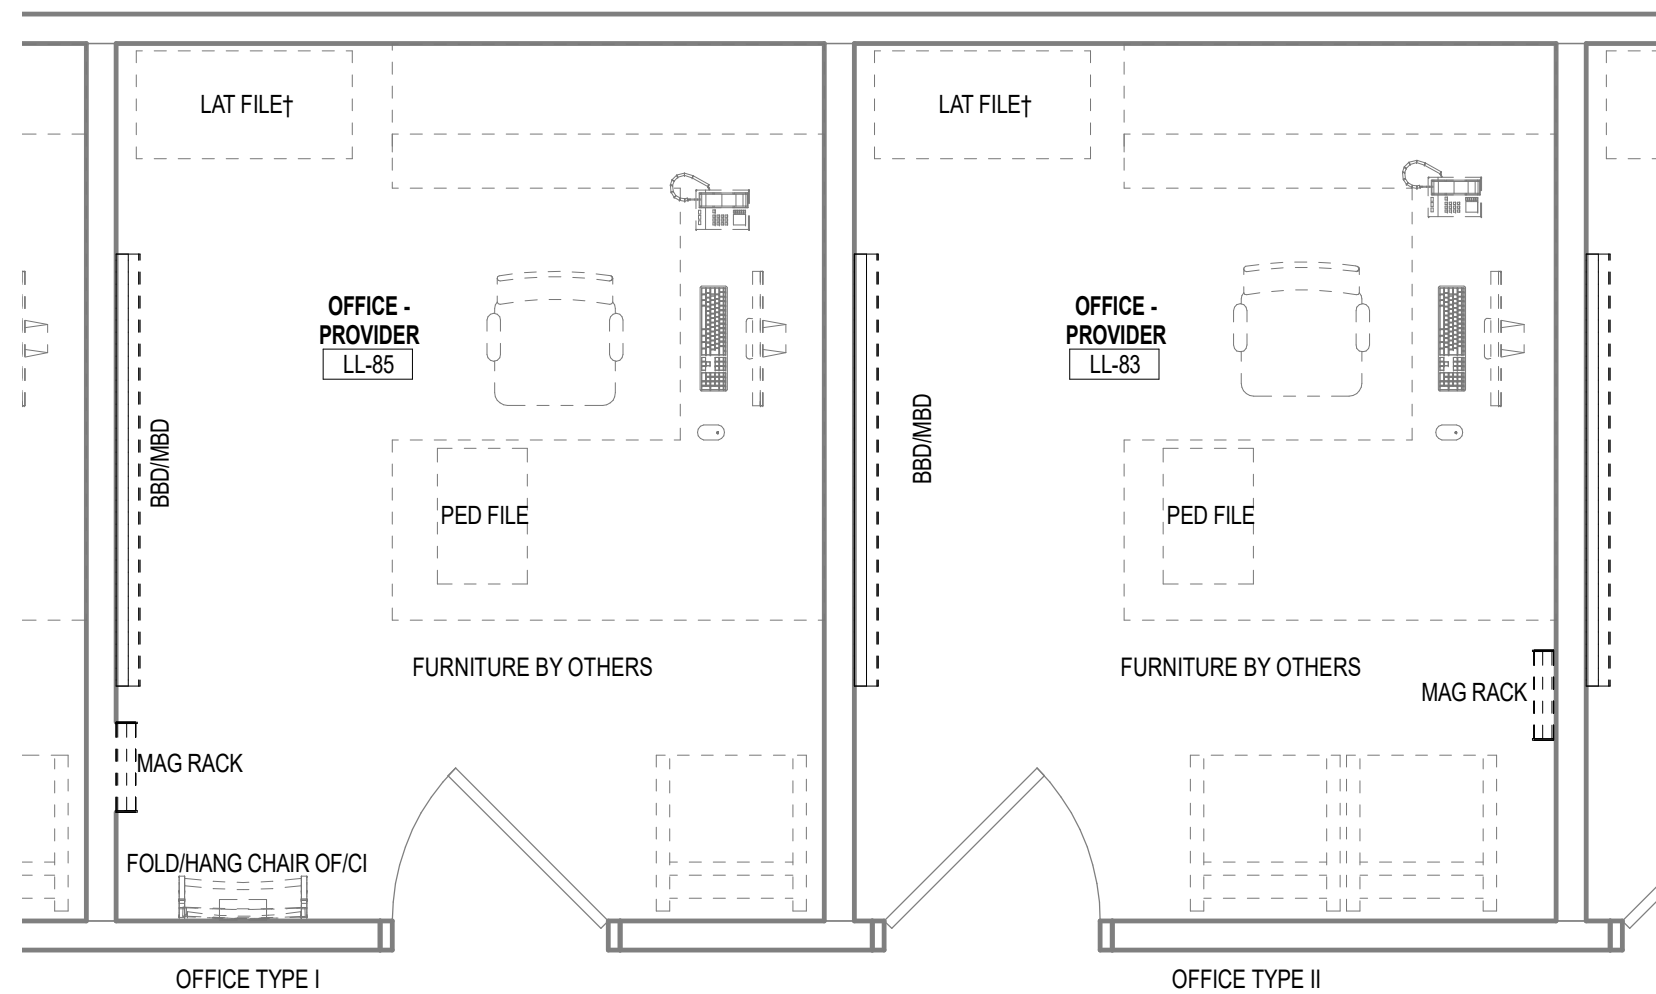 LAT FILE†
LAT FILE†
OFFICE -
PROVIDER
LL-85
OFFICE -
PROVIDER
LL-83
BBD/MBD
BBD/MBD
PED FILE
PED FILE
FURNITURE BY OTHERS
FURNITURE BY OTHERS
MAG RACK
MAG RACK
FOLD/HANG CHAIR OF/CI
OFFICE TYPE I
OFFICE TYPE II